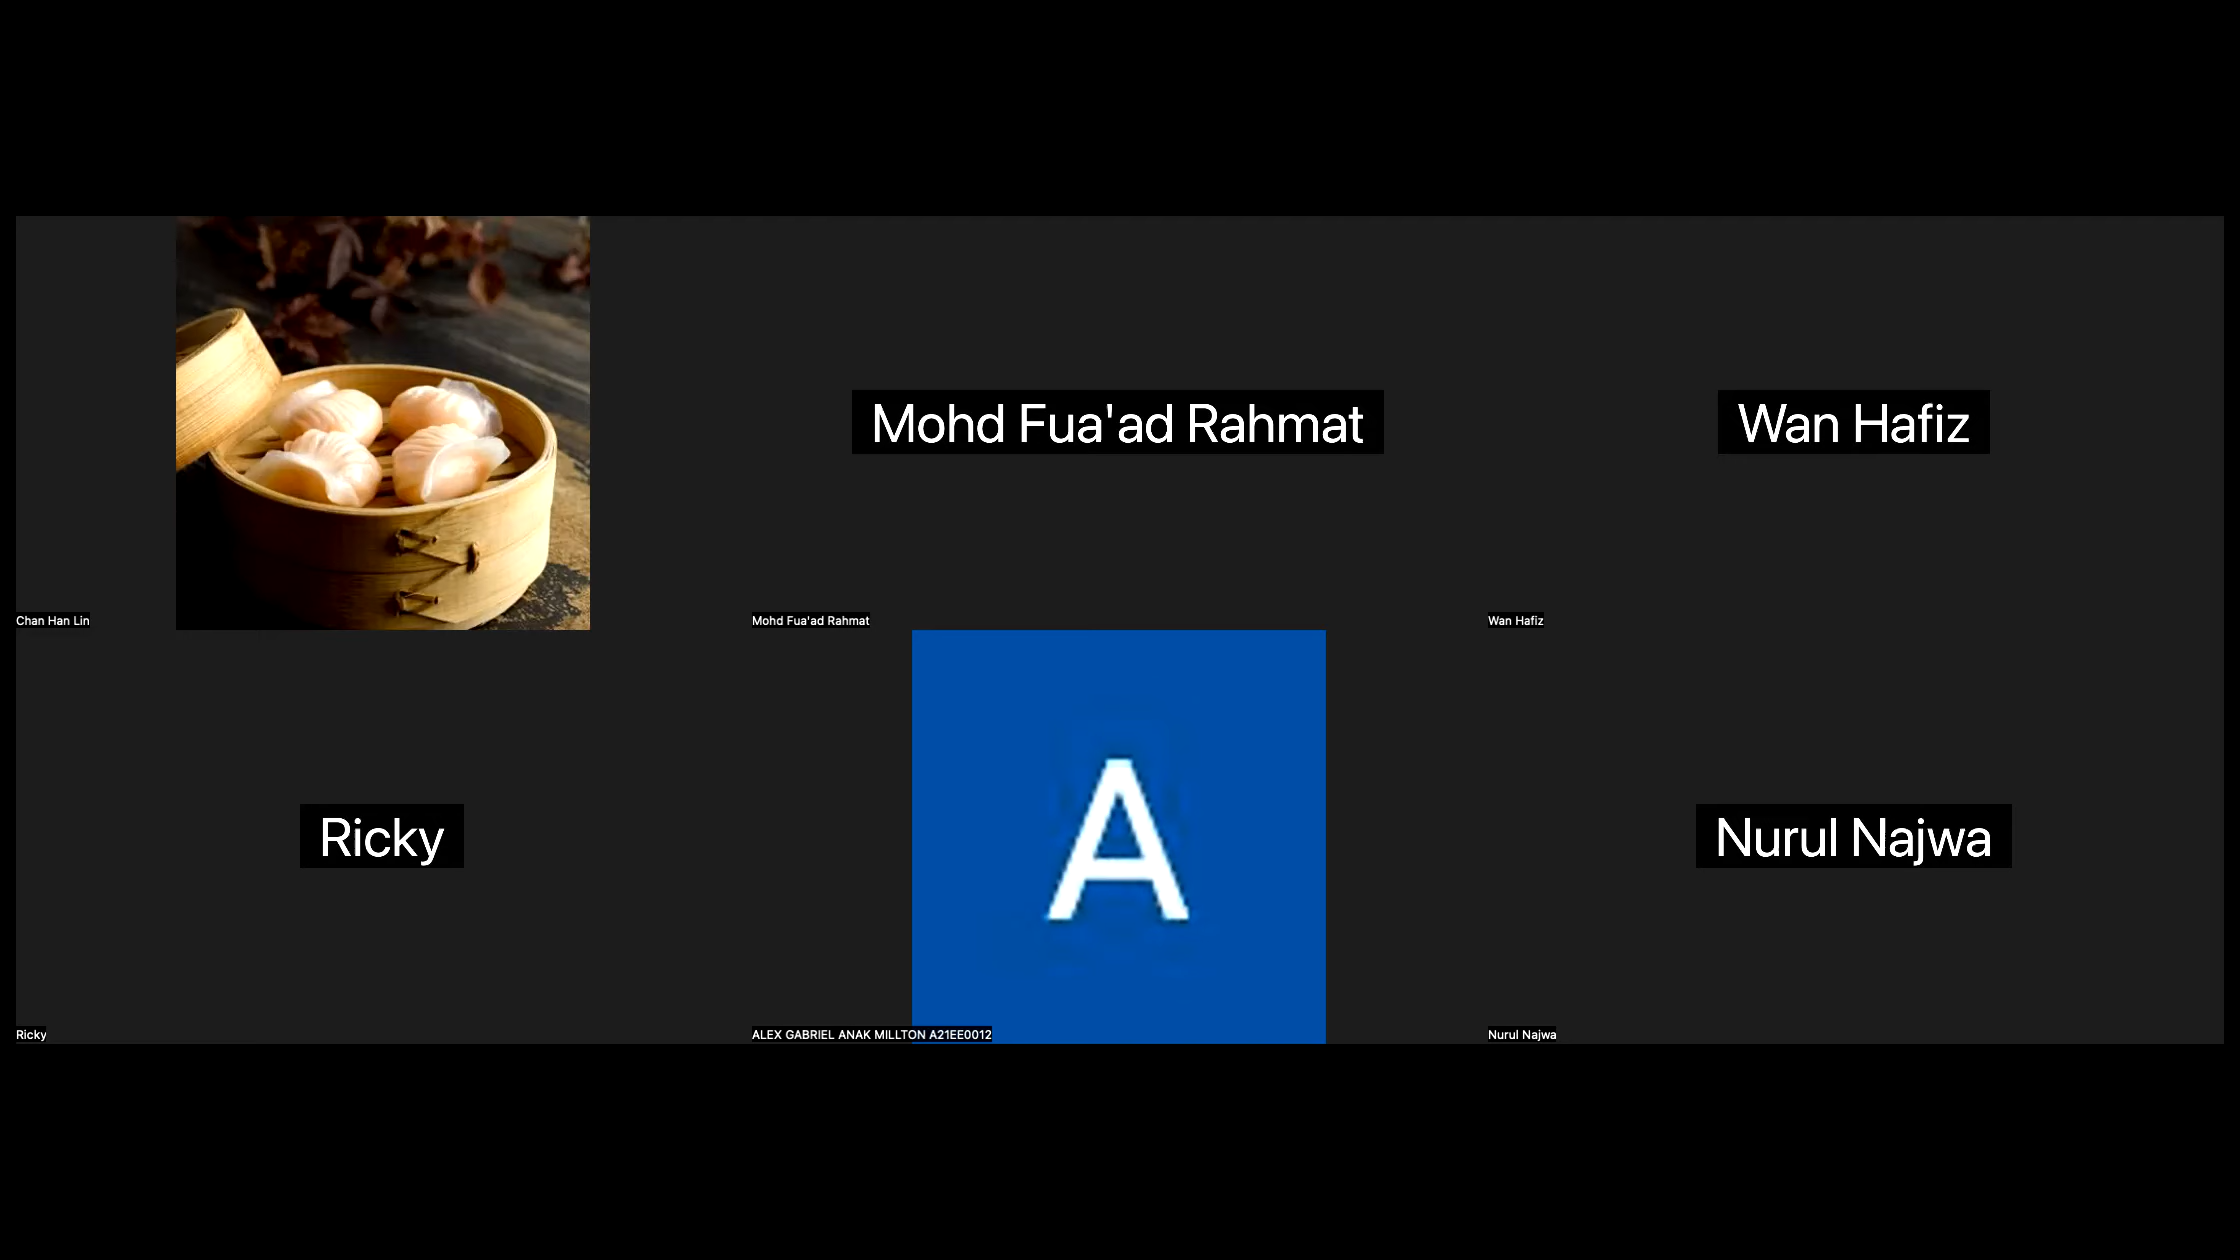 Mohd Fua'ad Rahmat
Wan Hafiz
Chan Han Lin
Mohd Fua'ad Rahmat
Wan Hafiz
Ricky
A
Nurul Najwa
Ricky
ALEX GABRIEL ANAK MILLTON A21EE0012
Nurul Najwa